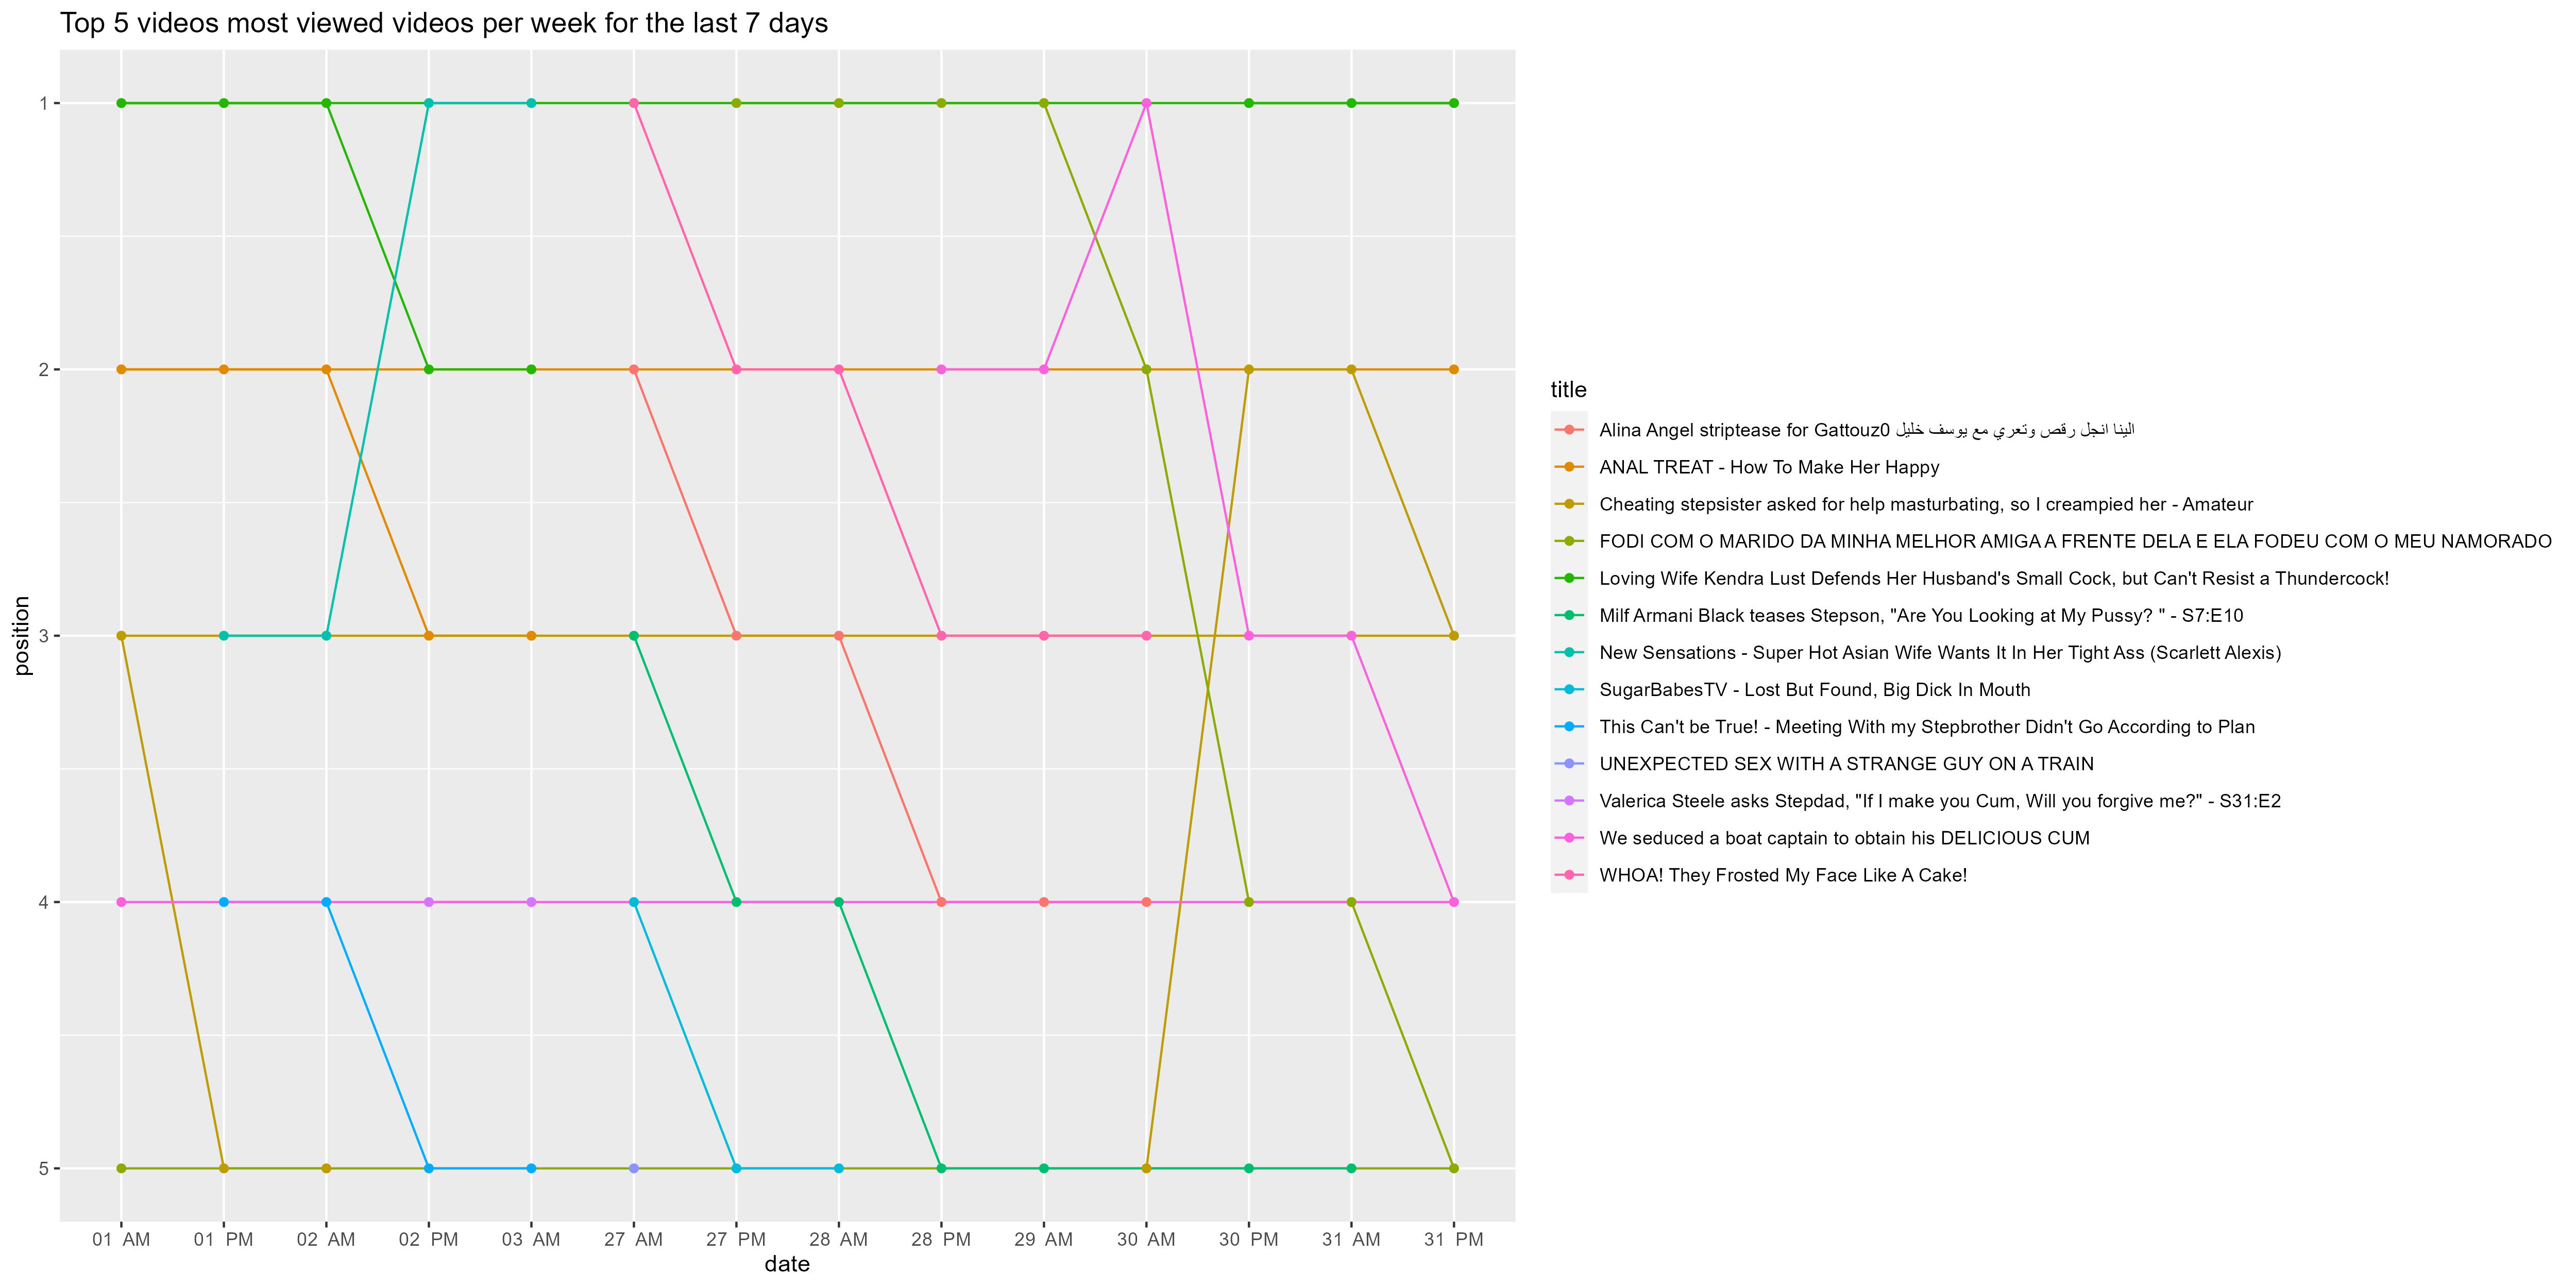 Top 5 videos most viewed videos per week for the last 7 days
position
1
2
3
4
5
01 AM 01 PM 02 AM 02 PM 03 AM 27 AM 27 PM 28 AM 28 PM 29 AM 30 AM 30 PM 31 AM 31 PM
date
title
Alina Angel striptease for Gattouz0 الينا انجل رقص وتعري مع يوسف خليل
ANAL TREAT - How To Make Her Happy
Cheating stepsister asked for help masturbating, so I creampied her - Amateur
FODI COM O MARIDO DA MINHA MELHOR AMIGA A FRENTE DELA E ELA FODEU COM O MEU NAMORADO
Loving Wife Kendra Lust Defends Her Husband's Small Cock, but Can't Resist a Thundercock!
Milf Armani Black teases Stepson, "Are You Looking at My Pussy? " - S7:E10
New Sensations - Super Hot Asian Wife Wants It In Her Tight Ass (Scarlett Alexis)
SugarBabesTV - Lost But Found, Big Dick In Mouth
This Can't be True! - Meeting With my Stepbrother Didn't Go According to Plan
UNEXPECTED SEX WITH A STRANGE GUY ON A TRAIN
Valerica Steele asks Stepdad, "If I make you Cum, Will you forgive me?" - S31:E2
We seduced a boat captain to obtain his DELICIOUS CUM
WHOA! They Frosted My Face Like A Cake!